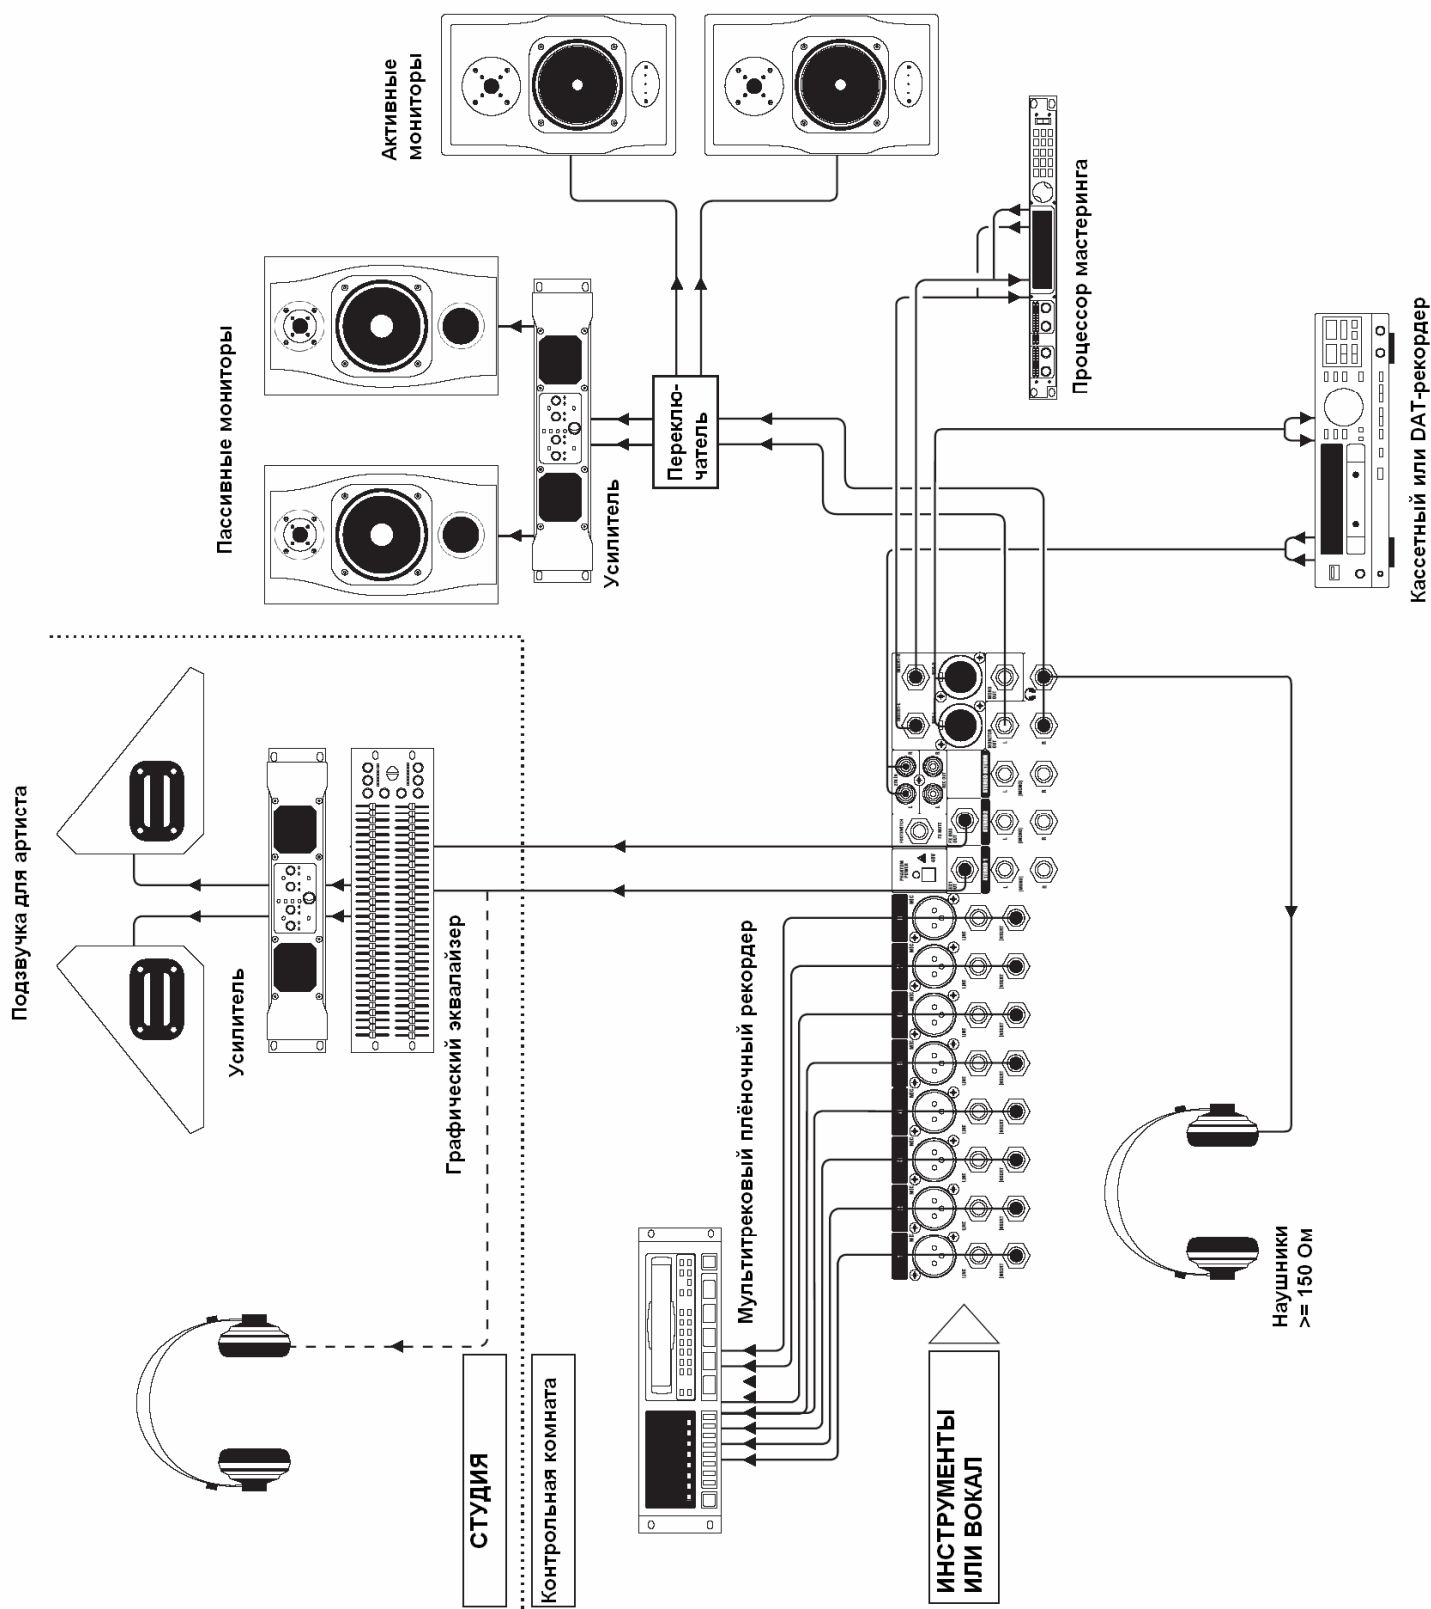 Подзвучка для артиста
Усилитель
Графический эквалайзер
Пассивные мониторы
Активные
мониторы
Усилитель
Переклю-
чатель
Процессор мастеринга
Кассетный или DAT-рекордер
Мультитрековый плёночный рекордер
СТУДИЯ
Контрольная комната
ИНСТРУМЕНТЫ
ИЛИ ВОКАЛ
Наушники
>= 150 Ом